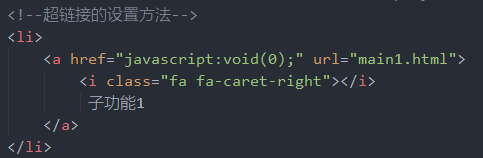 <!--超链接的设置方法-->
<li>
<a href="javascript:void(0);" url="main1.html">
<i class="fa fa-caret-right"></i>
子功能1
</a>
</li>